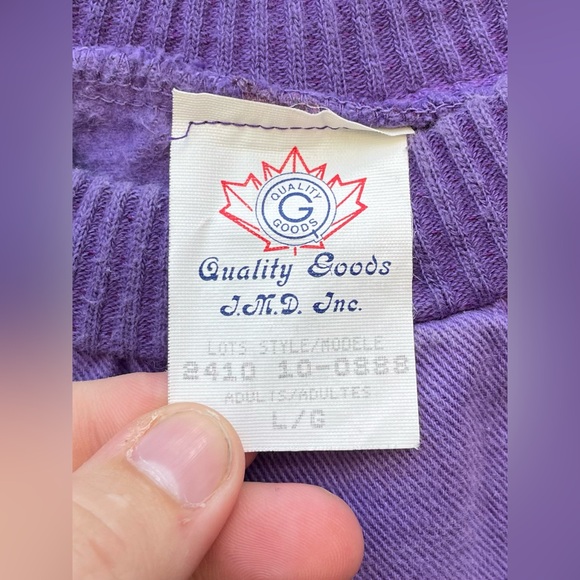 QUALITY
G
GOODS
Quality Goods
J.M.D. Inc.
LOTS STYLE/MODELE
2410 10-0888
ADULTS/ADULTES
L/G